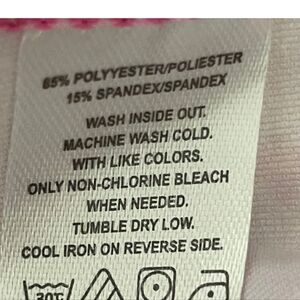 85% POLYYESTER/POLIESTER
15% SPANDEX/SPANDEX
WASH INSIDE OUT.
MACHINE WASH COLD.
WITH LIKE COLORS.
ONLY NON-CHLORINE BLEACH
WHEN NEEDED.
TUMBLE DRY LOW.
COOL IRON ON REVERSE SIDE.
30°C